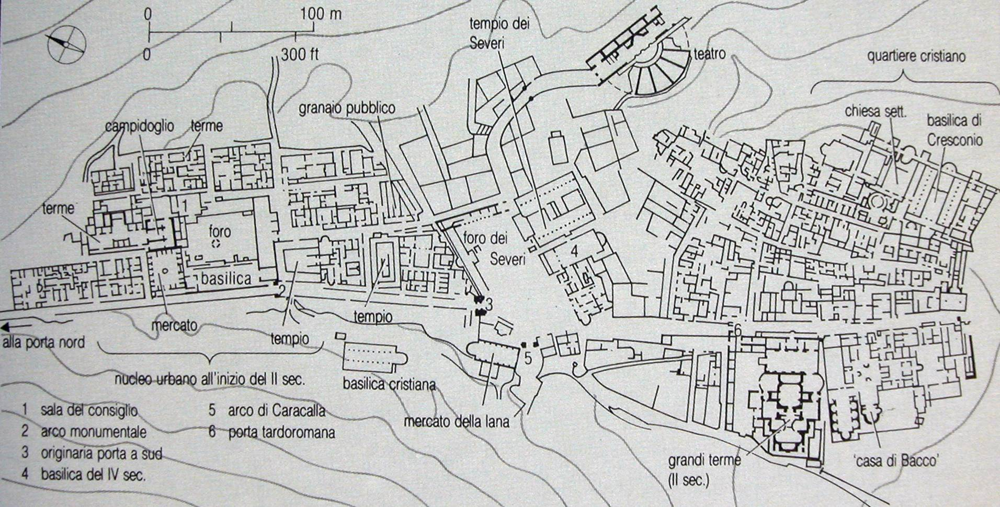 0 100 m
0 300 ft
tempio dei
Severi
teatro
quartiere cristiano
granaio pubblico
chiesa sett.
basilica di
Cresconio
campidoglio
terme
terme
1
foro
foro dei
Severi
4
basilica
2
3
mercato
tempio
tempio
6
alla porta nord
5
nucleo urbano all'inizio del II sec.
basilica cristiana
mercato della lana
1 sala del consiglio
2 arco monumentale
3 originaria porta a sud
4 basilica del IV sec.
5 arco di Caracalla
6 porta tardoromana
grandi terme
(II sec.)
'casa di Bacco'